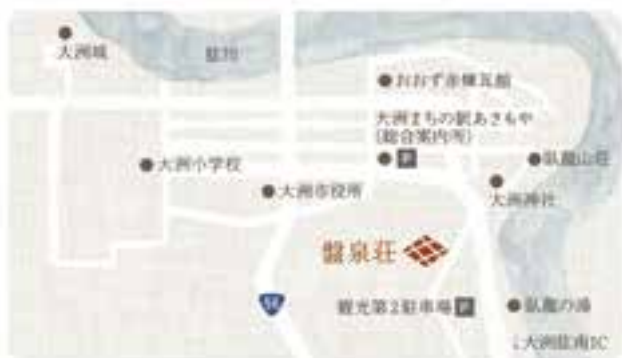 大洲城
肱川
●おおず赤煉瓦館
大洲まちの駅あさもや
(総合案内所)
● P
●大洲小学校
●臥龍山荘
●大洲市役所
大洲神社
盤泉荘
56
観光第2駐車場 P
●臥龍の湯
↓大洲肱南IC